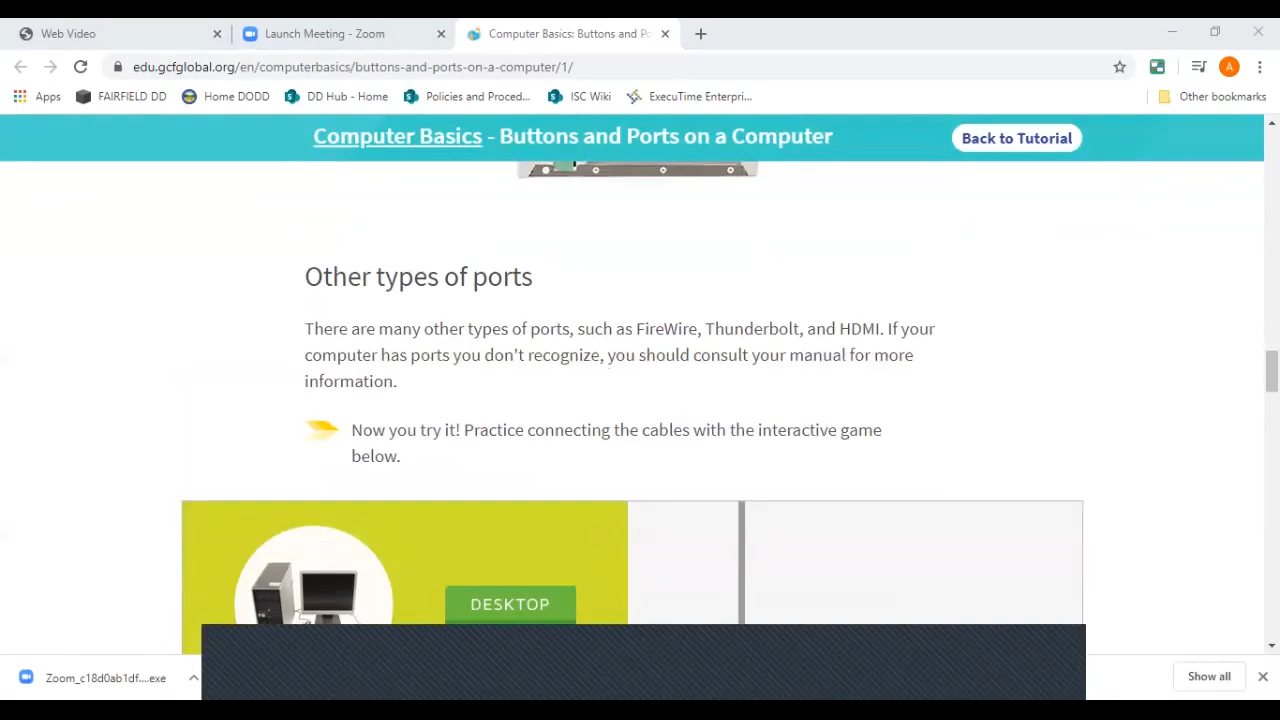 Web Video
Launch Meeting - Zoom
Computer Basics: Buttons and Po
edu.gcfglobal.org/en/computerbasics/buttons-and-ports-on-a-computer/1/
A
Apps FAIRFIELD DD Home DODD DD Hub - Home Policies and Proced... ISC Wiki ExecuTime Enterpri... Other bookmarks
Computer Basics - Buttons and Ports on a Computer
Back to Tutorial
Other types of ports
There are many other types of ports, such as FireWire, Thunderbolt, and HDMI. If your
computer has ports you don't recognize, you should consult your manual for more
information.
Now you try it! Practice connecting the cables with the interactive game
below.
DESKTOP
Zoom_c18d0ab1df....exe
Show all